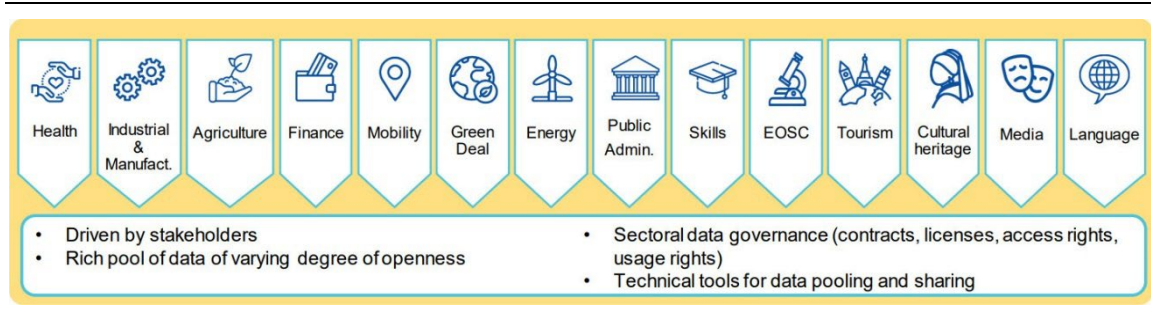 Health
Industrial
&
Manufact.
Agriculture
Finance
Mobility
Green
Deal
Energy
Public
Admin.
Skills
EOSC
Tourism
Cultural
heritage
Media
Language
• Driven by stakeholders
• Rich pool of data of varying degree of openness
• Sectoral data governance (contracts, licenses, access rights,
usage rights)
• Technical tools for data pooling and sharing